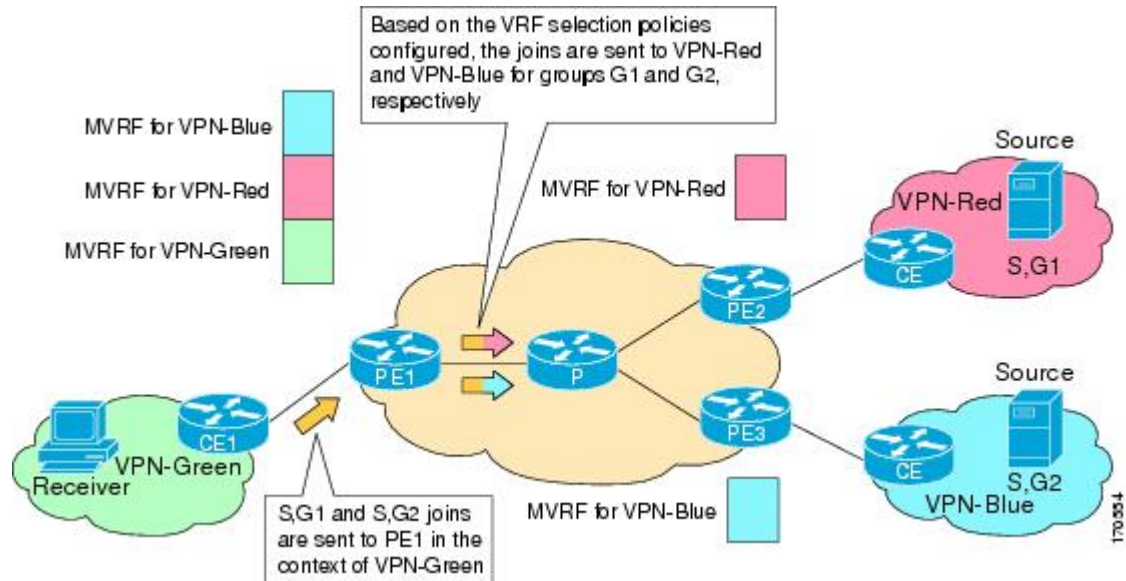 Based on the VRF selection policies
configured, the joins are sent to VPN-Red
and VPN-Blue for groups G1 and G2,
respectively
MVRF for VPN-Blue
MVRF for VPN-Red
MVRF for VPN-Green
MVRF for VPN-Red
Source
VPN-Red
CE
S,G1
PE2
PE1
P
PE3
Source
CE
S,G2
VPN-Blue
CE1
VPN-Green
Receiver
MVRF for VPN-Blue
S,G1 and S,G2 joins
are sent to PE1 in the
context of VPN-Green
170554